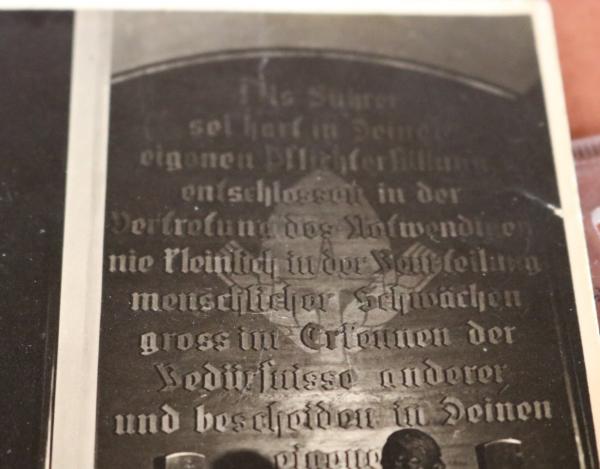 Als Führer
sei hart in Deiner
eigenen Pflichterfüllung,
entschlossen in der
Vertretung des Notwendigen,
nie kleinlich in der Beurteilung
menschlicher Schwächen,
gross im Erkennen der
Bedürfnisse anderer,
und bescheiden in Deinen
eigene